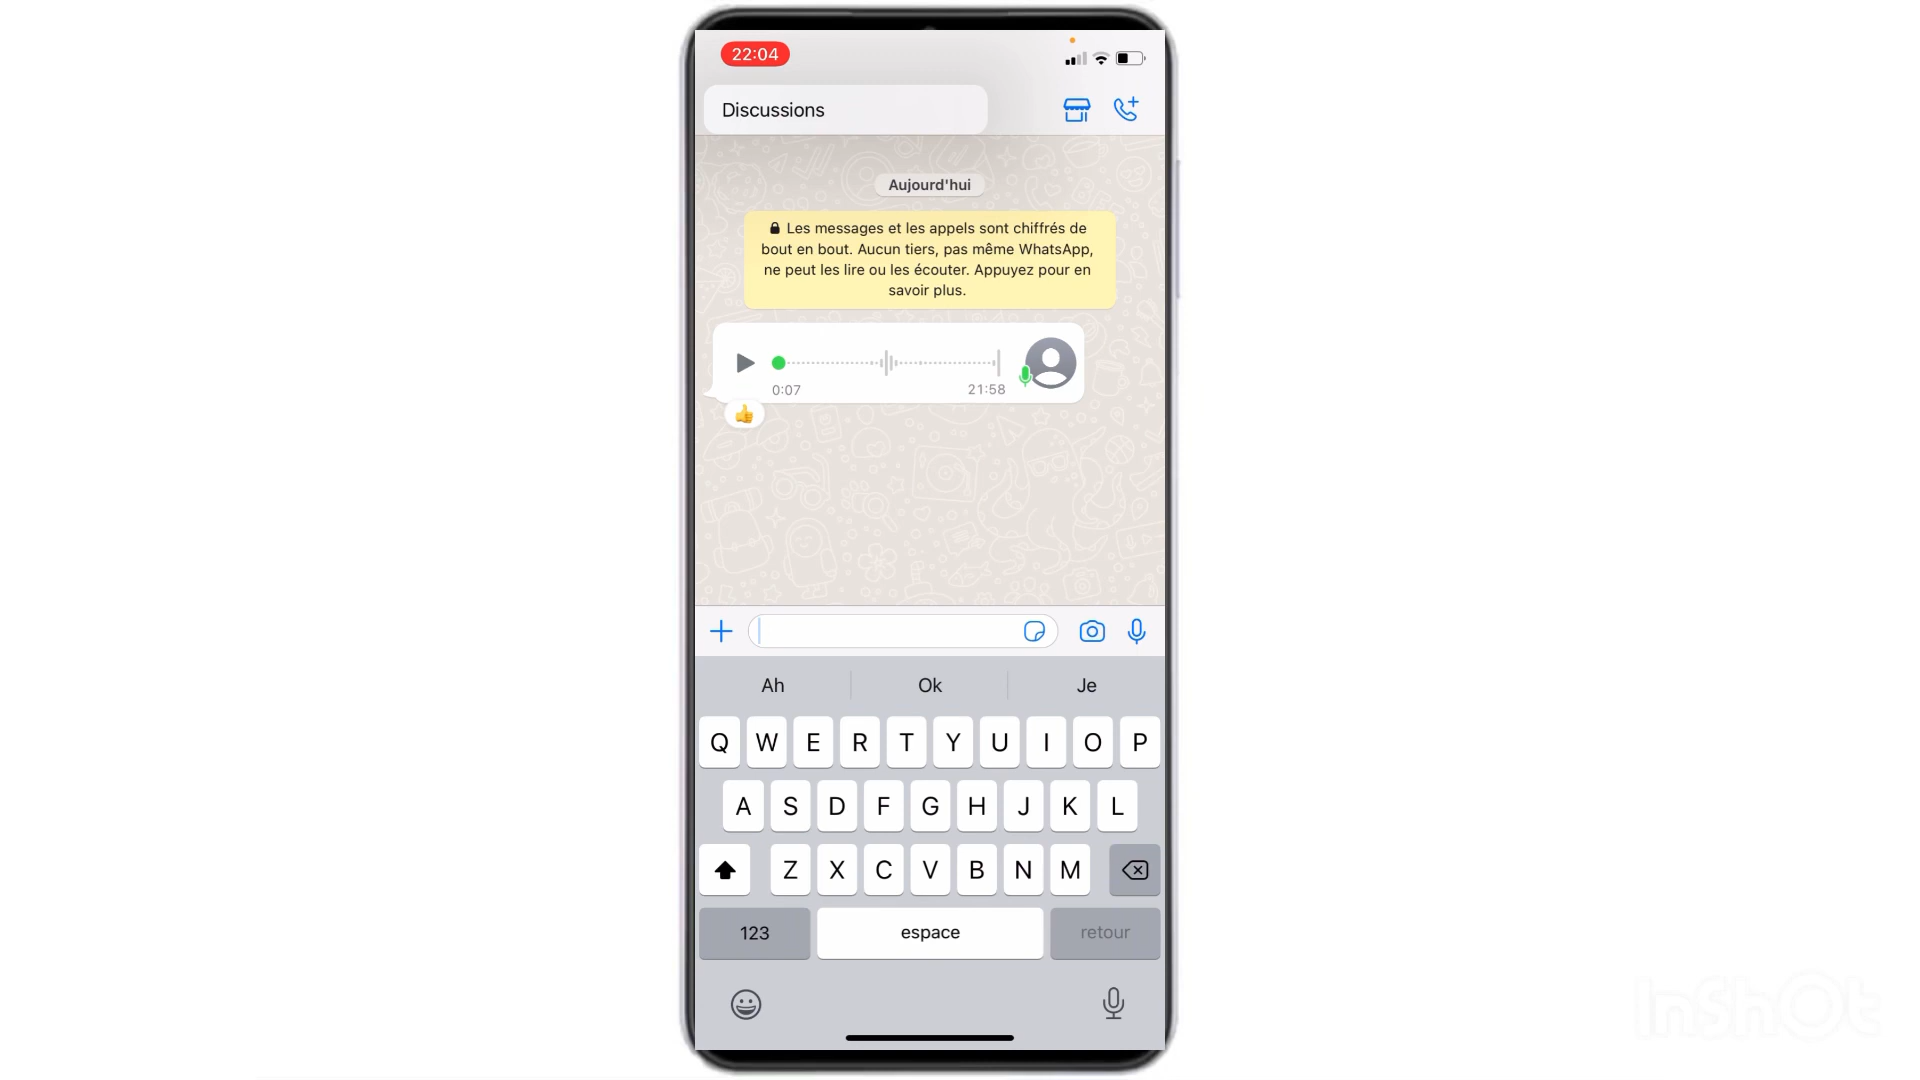 22:04
Discussions
Aujourd'hui
Les messages et les appels sont chiffrés de
bout en bout. Aucun tiers, pas même WhatsApp,
ne peut les lire ou les écouter. Appuyez pour en
savoir plus.
0:07 21:58
Ah Ok Je
Q W E R T Y U I O P
A S D F G H J K L
Z X C V B N M
123 espace retour
InShOt